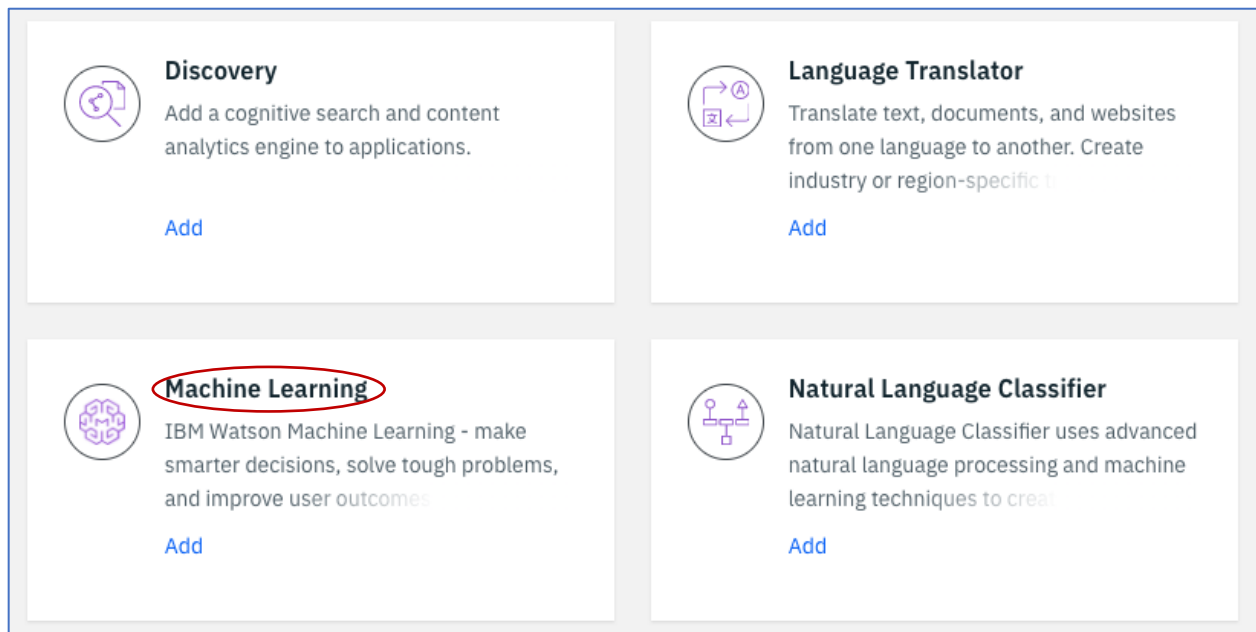 Discovery
Add a cognitive search and content
analytics engine to applications.
Add
Language Translator
Translate text, documents, and websites
from one language to another. Create
industry or region-specific
Add
Machine Learning
IBM Watson Machine Learning - make
smarter decisions, solve tough problems,
and improve user outcomes
Add
Natural Language Classifier
Natural Language Classifier uses advanced
natural language processing and machine
learning techniques to
Add